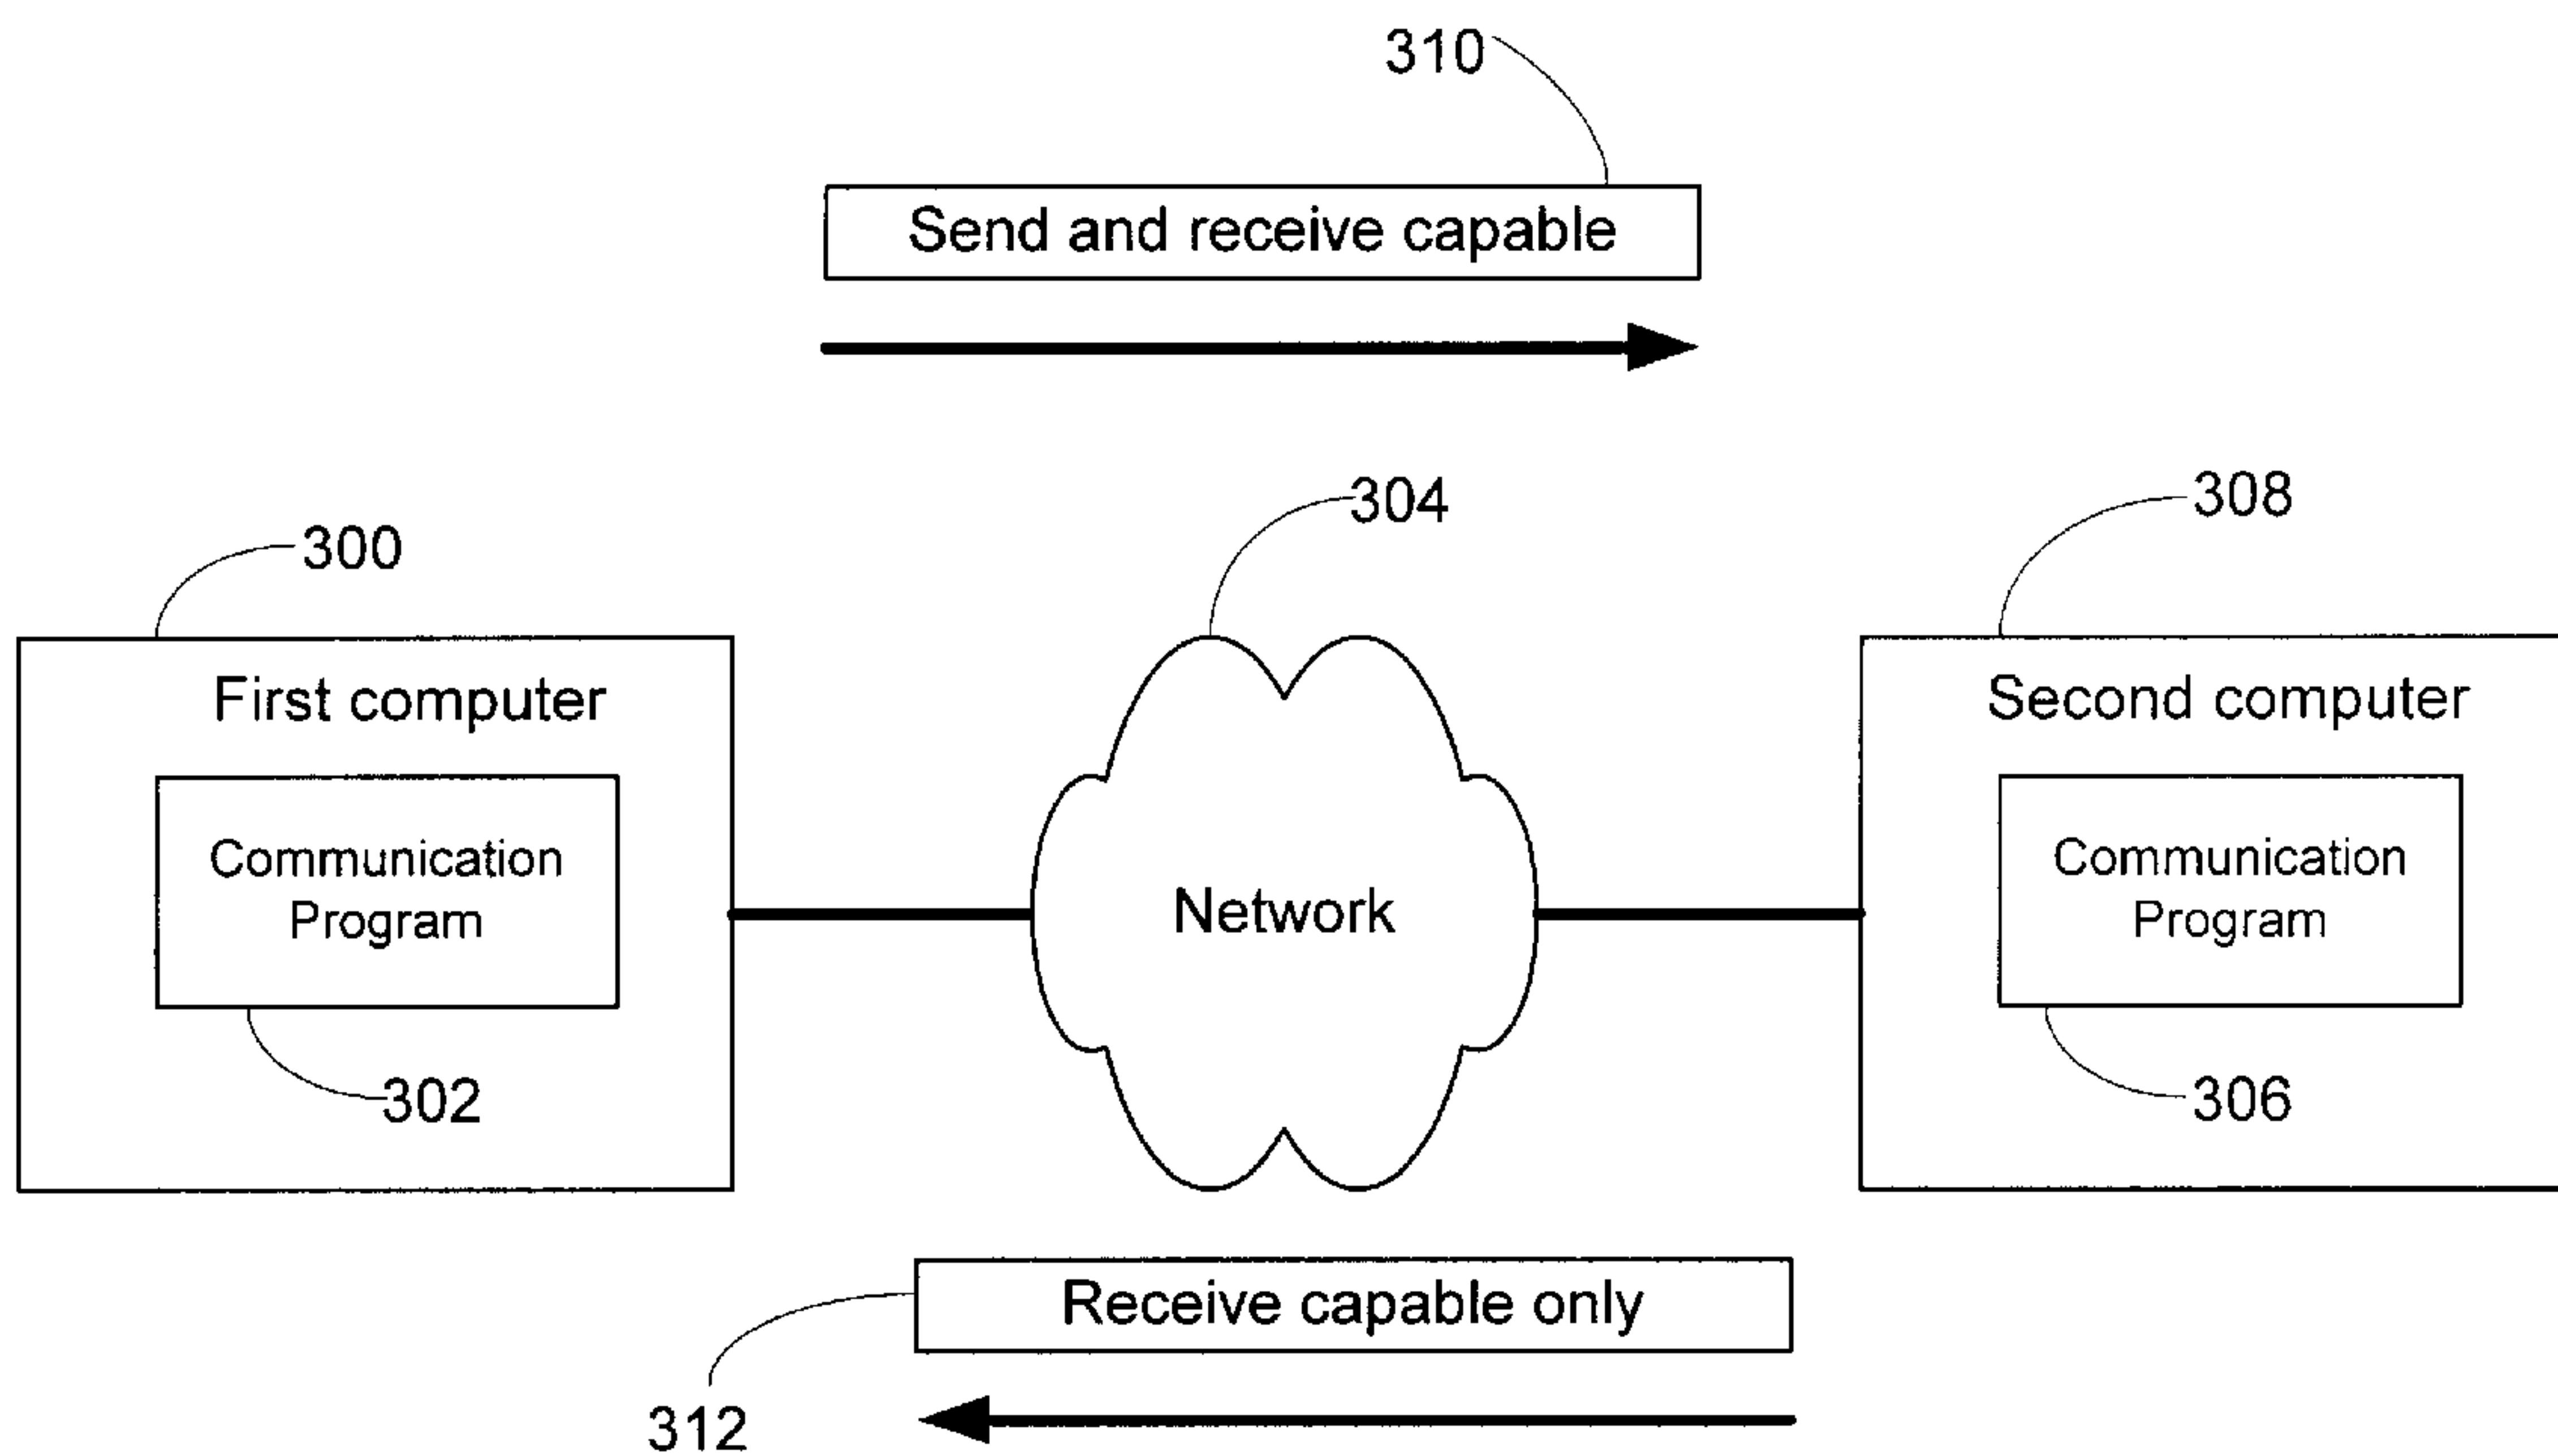 310
Send and receive capable
304
308
300
First computer
Second computer
Communication
Program
Network
Communication
Program
302
306
Receive capable only
312